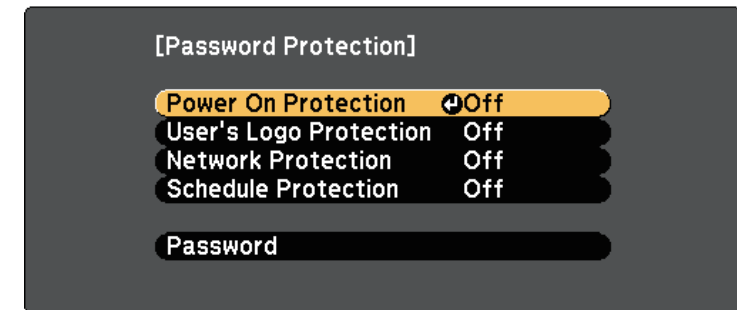 [Password Protection]
Power On Protection Off
User's Logo Protection Off
Network Protection Off
Schedule Protection Off
Password